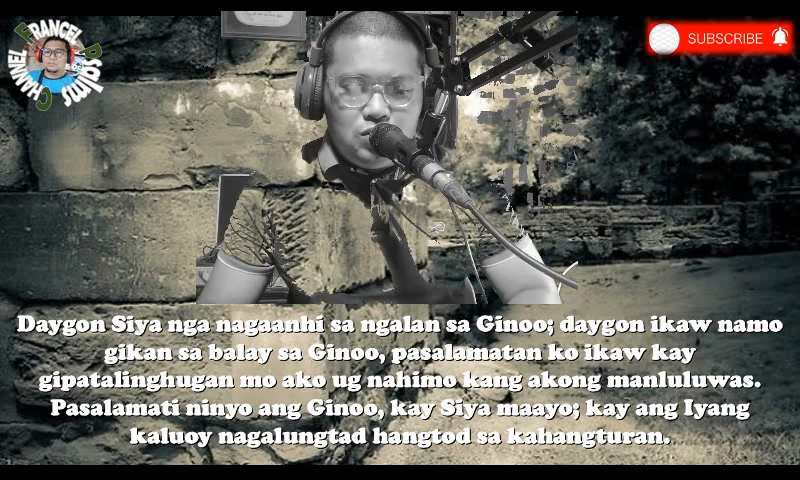 FRANCEL Psalms CHANNEL
SUBSCRIBE
Daygon Siya nga nagaanhi sa ngalan sa Ginoo; daygon ikaw namo
gikan sa balay sa Ginoo, pasalamatan ko ikaw kay
gipatalinghugan mo ako ug nahimo kang akong manluluwas.
Pasalamati ninyo ang Ginoo, kay Siya maayo; kay ang Iyang
kaluoy nagalungtad hangtod sa kahangturan.